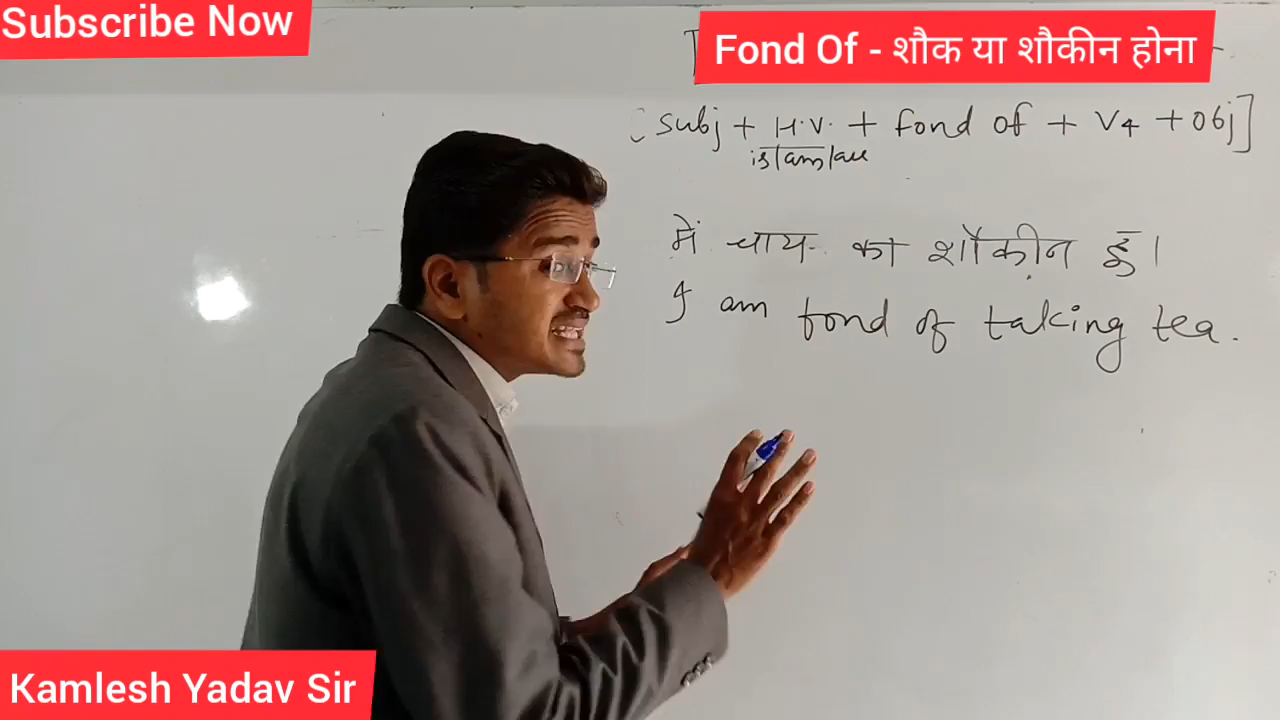 Subscribe Now
Fond Of - शौक या शौकीन होना
[Subj + H.V. + fond of + V4 + Obj]
is/am/are
में चाय का शौकीन हूँ।
I am fond of taking tea.
Kamlesh Yadav Sir